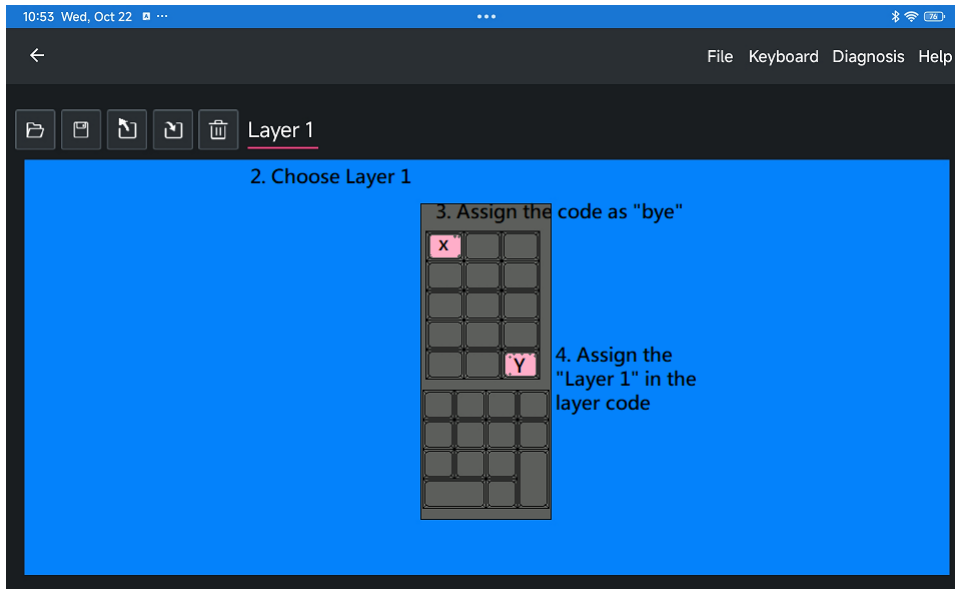 10:53 Wed, Oct 22 A ...
76
File Keyboard Diagnosis Help
Layer 1
2. Choose Layer 1
3. Assign the code as "bye"
X
Y
4. Assign the
"Layer 1" in the
layer code